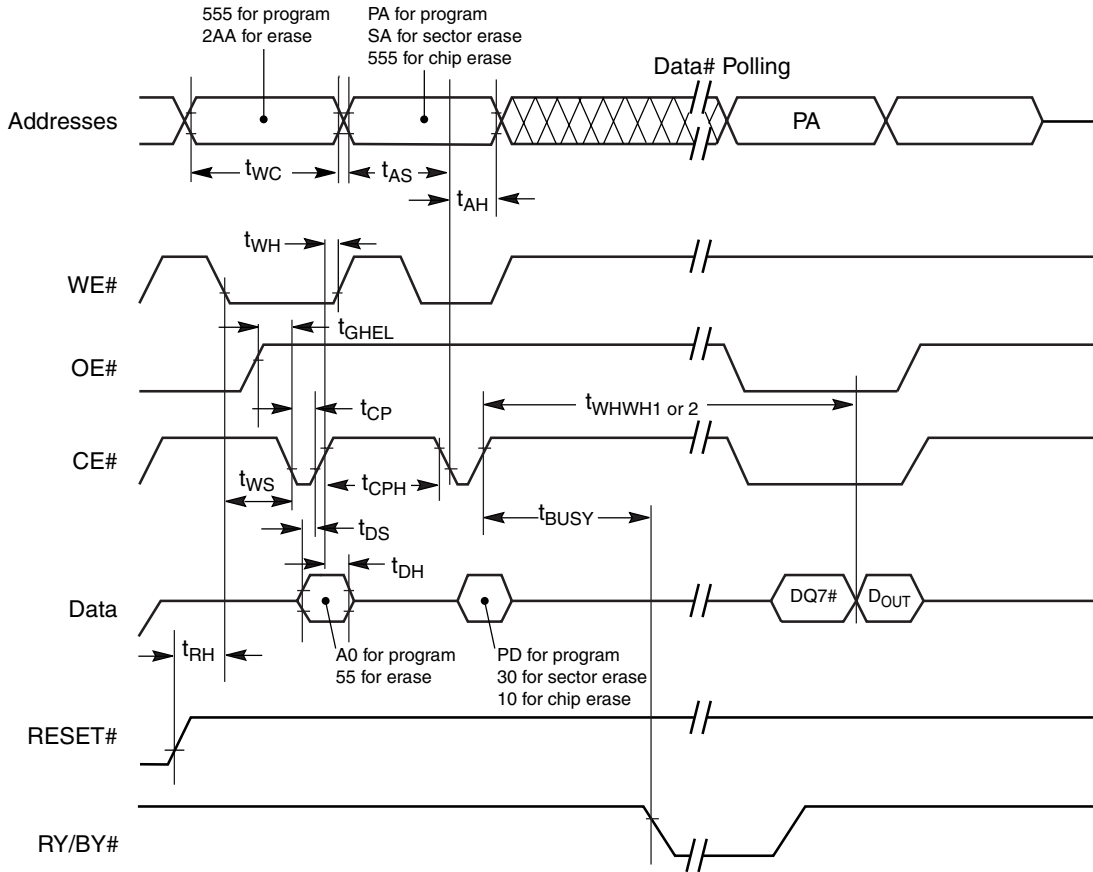 555 for program
2AA for erase
PA for program
SA for sector erase
555 for chip erase
Data# Polling
Addresses
PA
tWC
tAS
tAH
tWH
WE#
tGHEL
OE#
tWHWH1 or 2
tCP
CE#
tWS
tCPH
tBUSY
tDS
tDH
Data
DQ7#
DOUT
tRH
A0 for program
55 for erase
PD for program
30 for sector erase
10 for chip erase
RESET#
RY/BY#